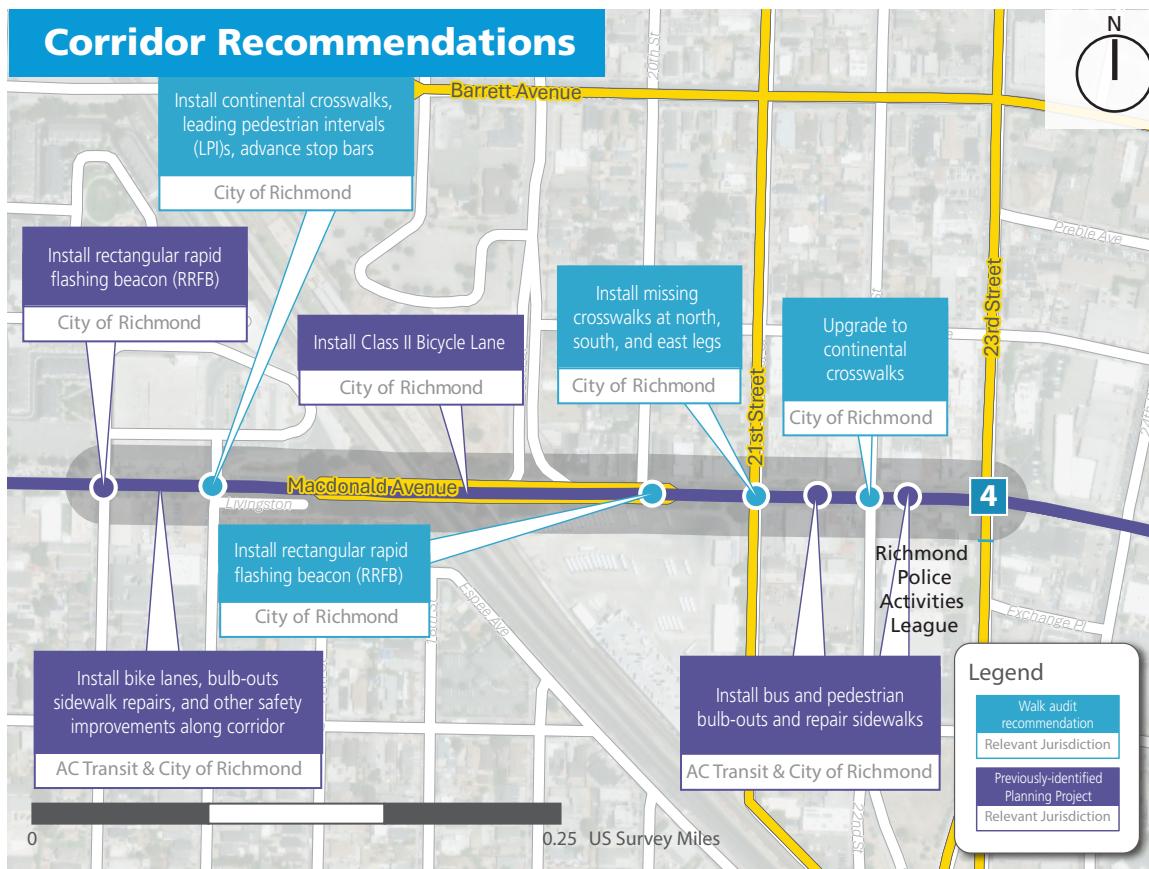 Corridor Recommendations
N
20th St
Barrett Avenue
Install continental crosswalks,
leading pedestrian intervals
(LPI)s, advance stop bars
City of Richmond
Install rectangular rapid
flashing beacon (RRFB)
City of Richmond
Install Class II Bicycle Lane
City of Richmond
Install missing
crosswalks at north,
south, and east legs
City of Richmond
Upgrade to
continental
crosswalks
City of Richmond
Preble Ave
23rd Street
21st Street
24th St
Macdonald Avenue
Livingston
4
Install rectangular rapid
flashing beacon (RRFB)
City of Richmond
Espee Ave
Richmond
Police
Activities
League
Exchange Pl
Install bike lanes, bulb-outs
sidewalk repairs, and other safety
improvements along corridor
AC Transit & City of Richmond
Install bus and pedestrian
bulb-outs and repair sidewalks
AC Transit & City of Richmond
22nd St
Legend
Walk audit
recommendation
Relevant Jurisdiction
Previously-identified
Planning Project
Relevant Jurisdiction
0
0.25 US Survey Miles